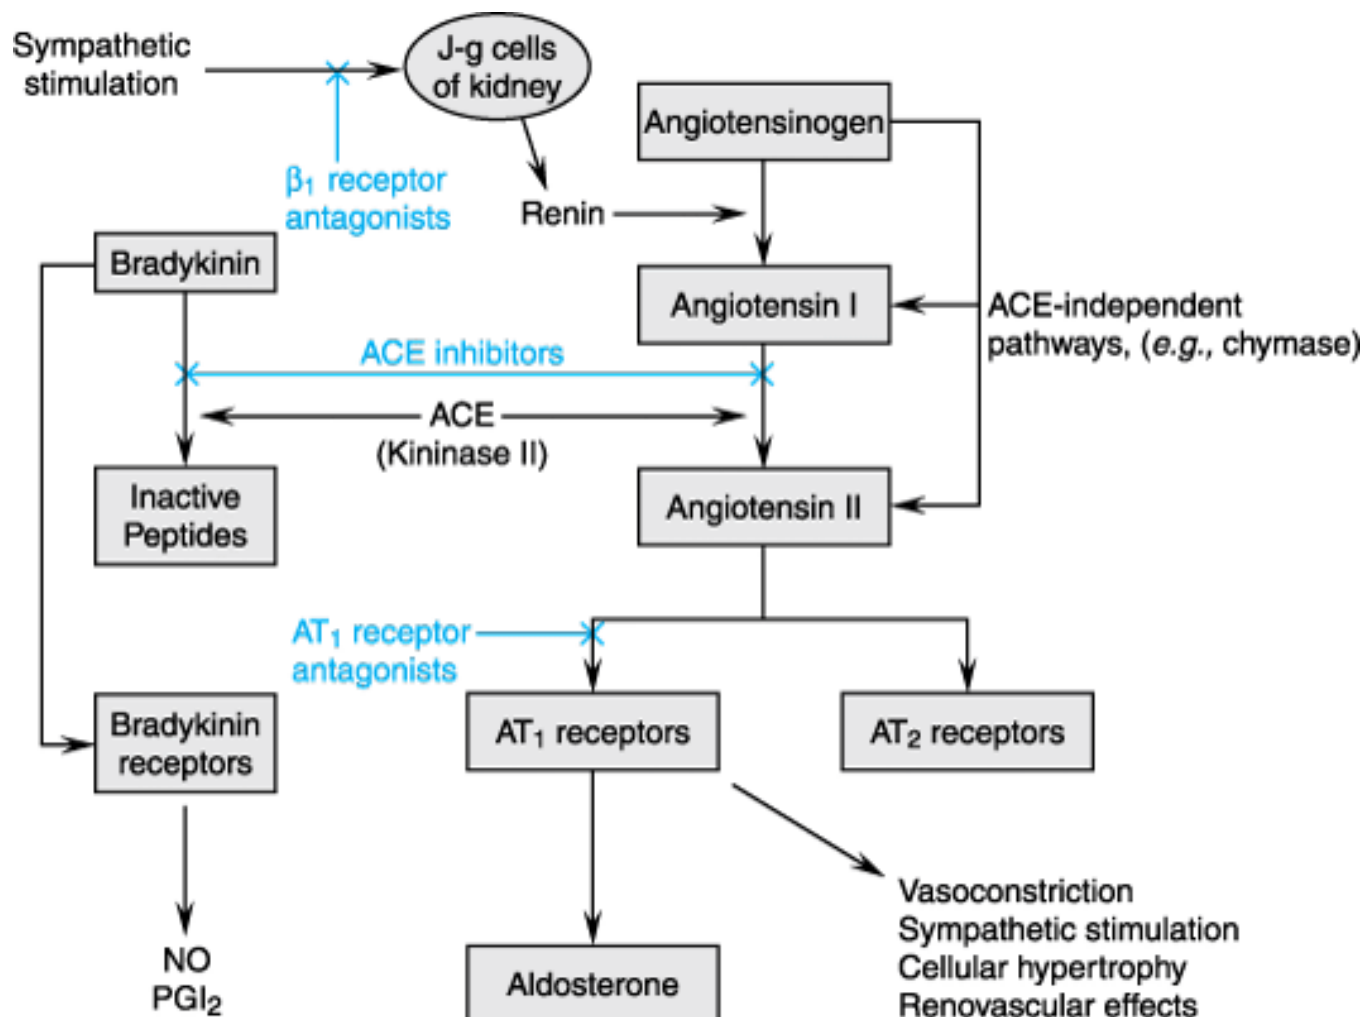 Sympathetic
stimulation
J-g cells
of kidney
Angiotensinogen
β₁ receptor
antagonists
Renin
Bradykinin
Angiotensin I
ACE-independent
pathways, (e.g., chymase)
ACE inhibitors
ACE
(Kininase II)
Inactive
Peptides
Angiotensin II
AT₁ receptor
antagonists
Bradykinin
receptors
AT₁ receptors
AT₂ receptors
Vasoconstriction
Sympathetic stimulation
Cellular hypertrophy
Renovascular effects
NO
PGI₂
Aldosterone